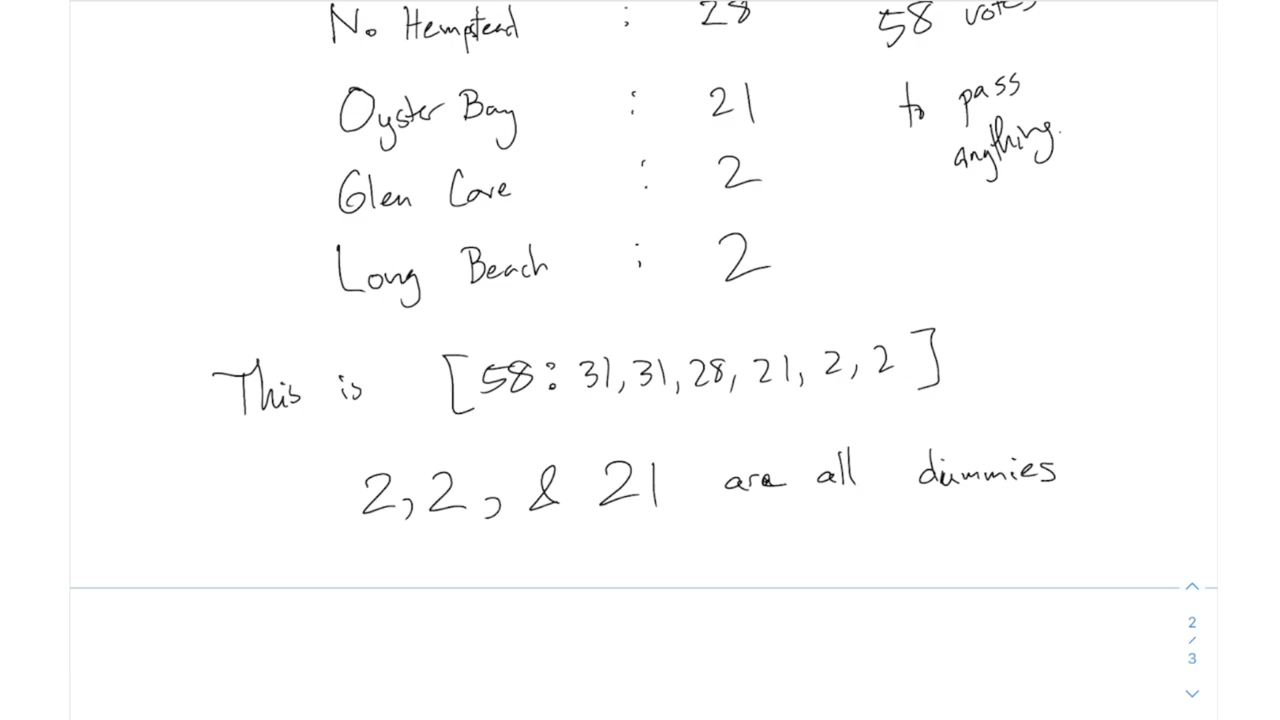 No. Hempstead : 28 58 votes
Oyster Bay : 21 to pass
anything.
Glen Cove : 2
Long Beach : 2
This is [58: 31, 31, 28, 21, 2, 2]
2, 2, & 21 are all dummies
2
/
3